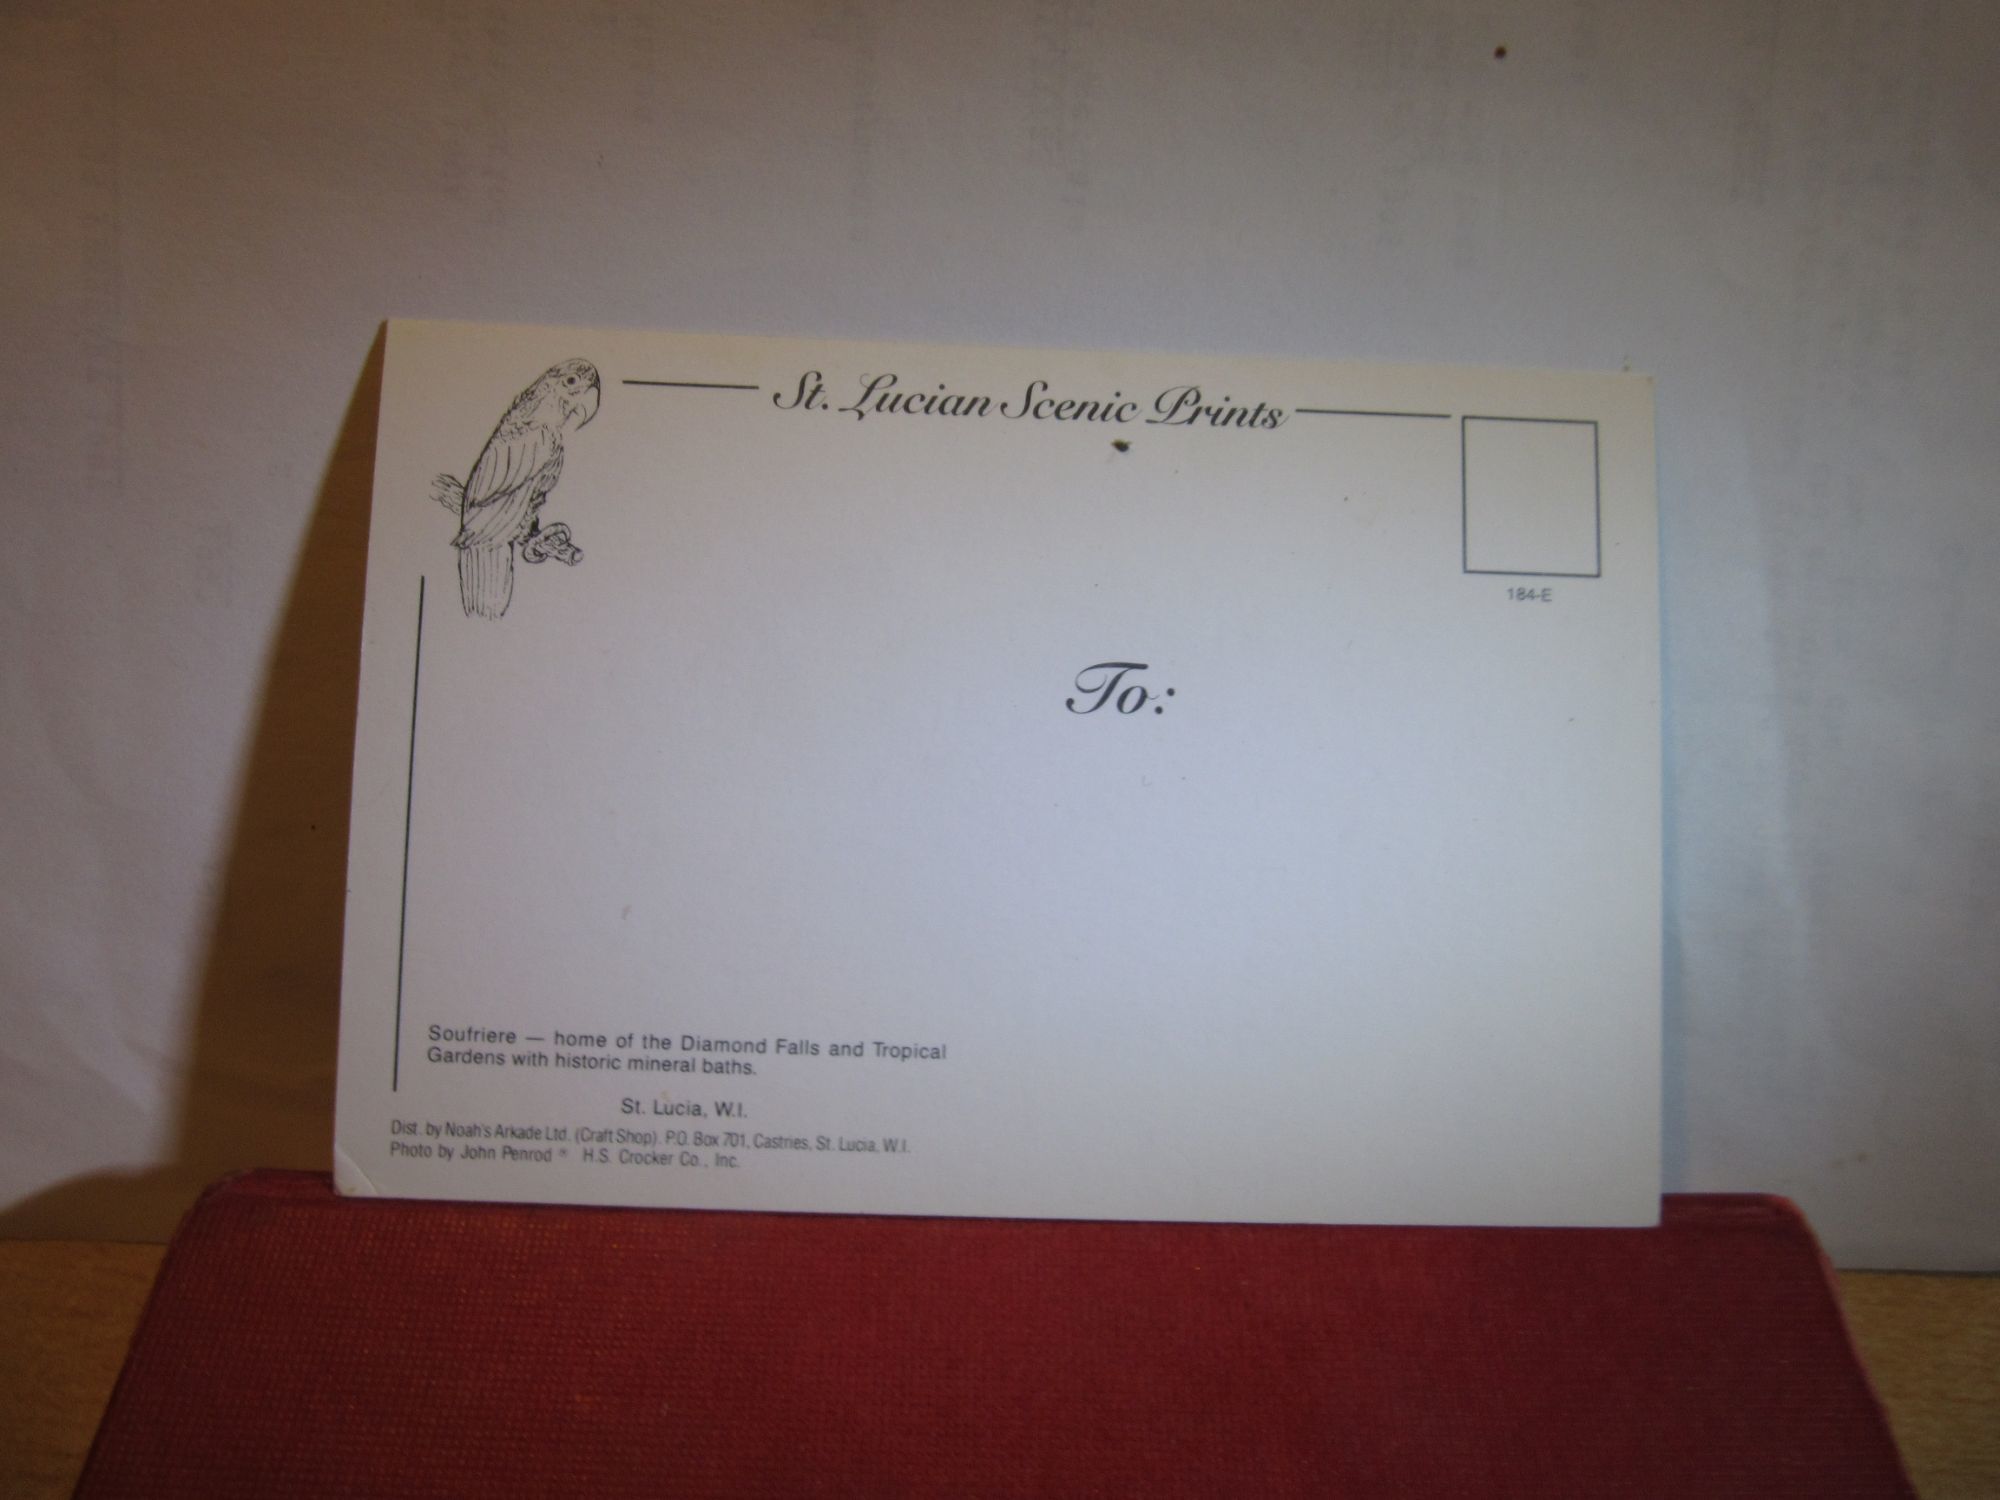 St. Lucian Scenic Prints
184-E
To:
Soufriere — home of the Diamond Falls and Tropical
Gardens with historic mineral baths.
St. Lucia, W.I.
Dist. by Noah's Arkade Ltd. (Craft Shop). P.O. Box 701, Castries, St. Lucia, W.I.
Photo by John Penrod ® H.S. Crocker Co., Inc.